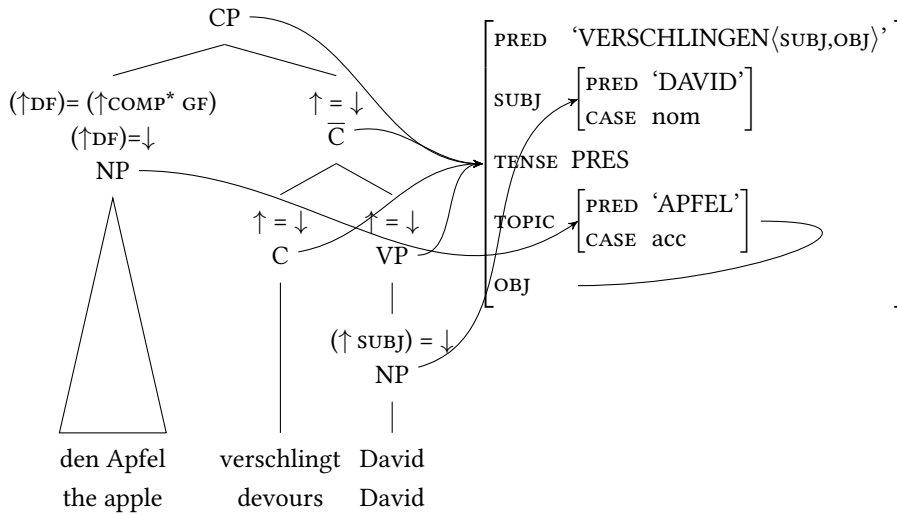 CP
(↑DF)= (↑COMP* GF)
(↑DF)=↓
NP
↑ = ↓
C̅
↑ = ↓
C
↑ = ↓
VP
(↑ SUBJ) = ↓
NP
den Apfel verschlingt David
the apple devours David
PRED ‘VERSCHLINGEN⟨SUBJ,OBJ⟩’
SUBJ
PRED ‘DAVID’
CASE nom
TENSE PRES
TOPIC
PRED ‘APFEL’
CASE acc
OBJ